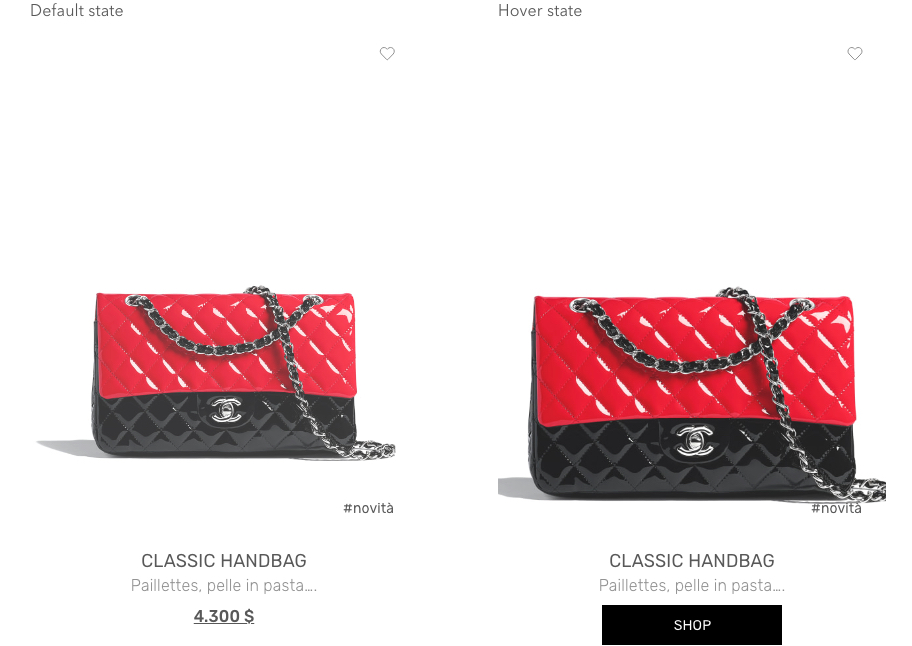 Default state
Hover state
#novità
#novità
CLASSIC HANDBAG
CLASSIC HANDBAG
Paillettes, pelle in pasta....
Paillettes, pelle in pasta....
4.300 $
SHOP